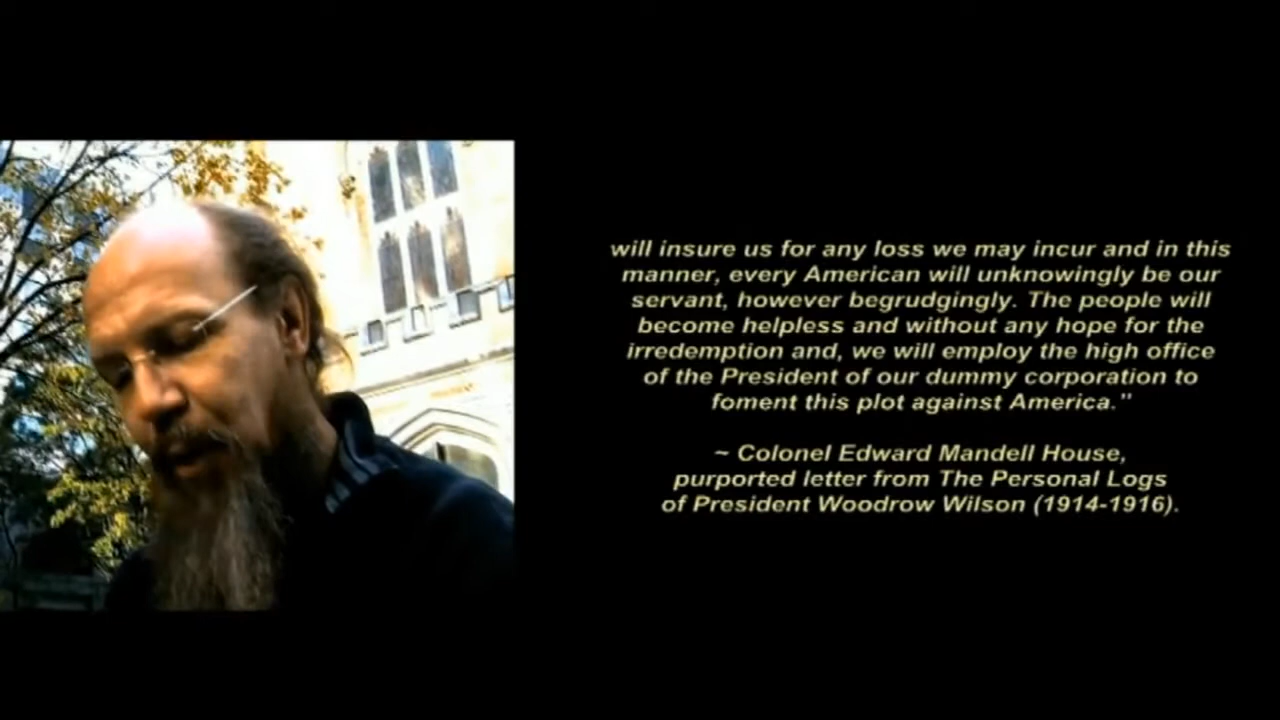 will insure us for any loss we may incur and in this
manner, every American will unknowingly be our
servant, however begrudgingly. The people will
become helpless and without any hope for the
irredemption and, we will employ the high office
of the President of our dummy corporation to
foment this plot against America."
~ Colonel Edward Mandell House,
purported letter from The Personal Logs
of President Woodrow Wilson (1914-1916).